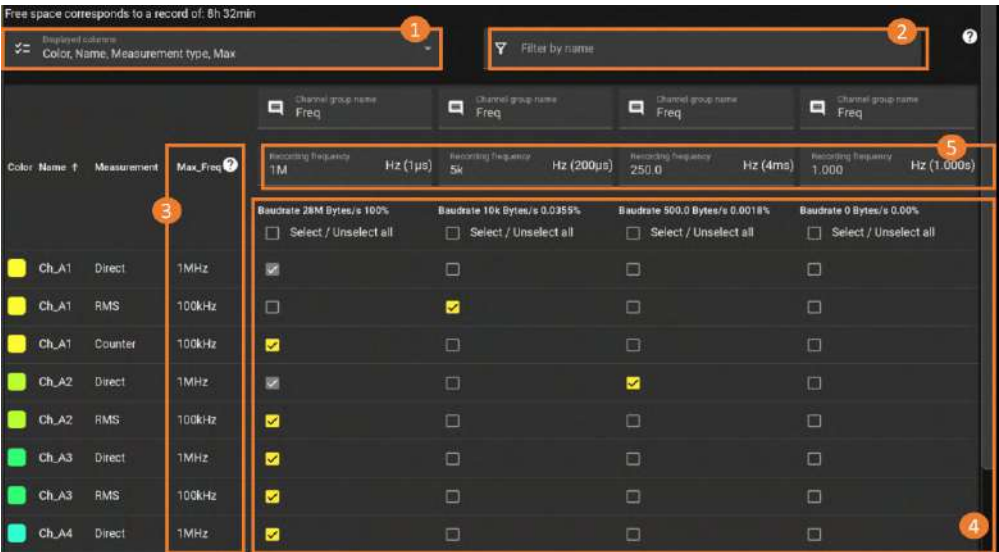 Free space corresponds to a record of: 8h 32min
1
2
Displayed columns
Color, Name, Measurement type, Max
Filter by name
?
Channel group name Channel group name Channel group name Channel group name
Freq Freq Freq Freq
5
Recording frequency Recording frequency Recording frequency Recording frequency
Color Name ↑ Measurement Max_Freq ? 1M Hz (1µs) 5k Hz (200µs) 250.0 Hz (4ms) 1.000 Hz (1.000s)
3
Baudrate 28M Bytes/s 100% Baudrate 10k Bytes/s 0.0355% Baudrate 500.0 Bytes/s 0.0018% Baudrate 0 Bytes/s 0.00%
Select / Unselect all Select / Unselect all Select / Unselect all Select / Unselect all
Ch_A1 Direct 1MHz
Ch_A1 RMS 100kHz
Ch_A1 Counter 100kHz
Ch_A2 Direct 1MHz
Ch_A2 RMS 100kHz
Ch_A3 Direct 1MHz
Ch_A3 RMS 100kHz
Ch_A4 Direct 1MHz
4